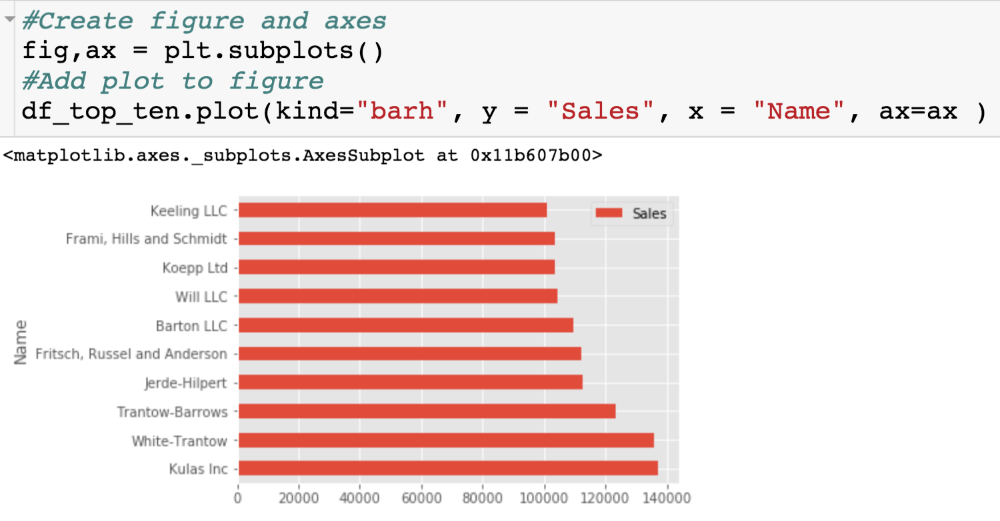 #Create figure and axes
fig,ax = plt.subplots()
#Add plot to figure
df_top_ten.plot(kind="barh", y = "Sales", x = "Name", ax=ax )
<matplotlib.axes._subplots.AxesSubplot at 0x11b607b00>
Keeling LLC
Sales
Frami, Hills and Schmidt
Koepp Ltd
Will LLC
Barton LLC
Name
Fritsch, Russel and Anderson
Jerde-Hilpert
Trantow-Barrows
White-Trantow
Kulas Inc
0 20000 40000 60000 80000 100000 120000 140000